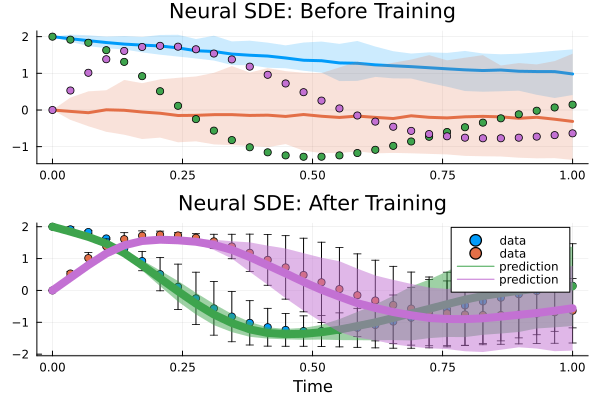 Neural SDE: Before Training
2
1
0
−1
0.00 0.25 0.50 0.75 1.00
Neural SDE: After Training
2
1
0
−1
−2
data
data
prediction
prediction
0.00 0.25 0.50 0.75 1.00
Time